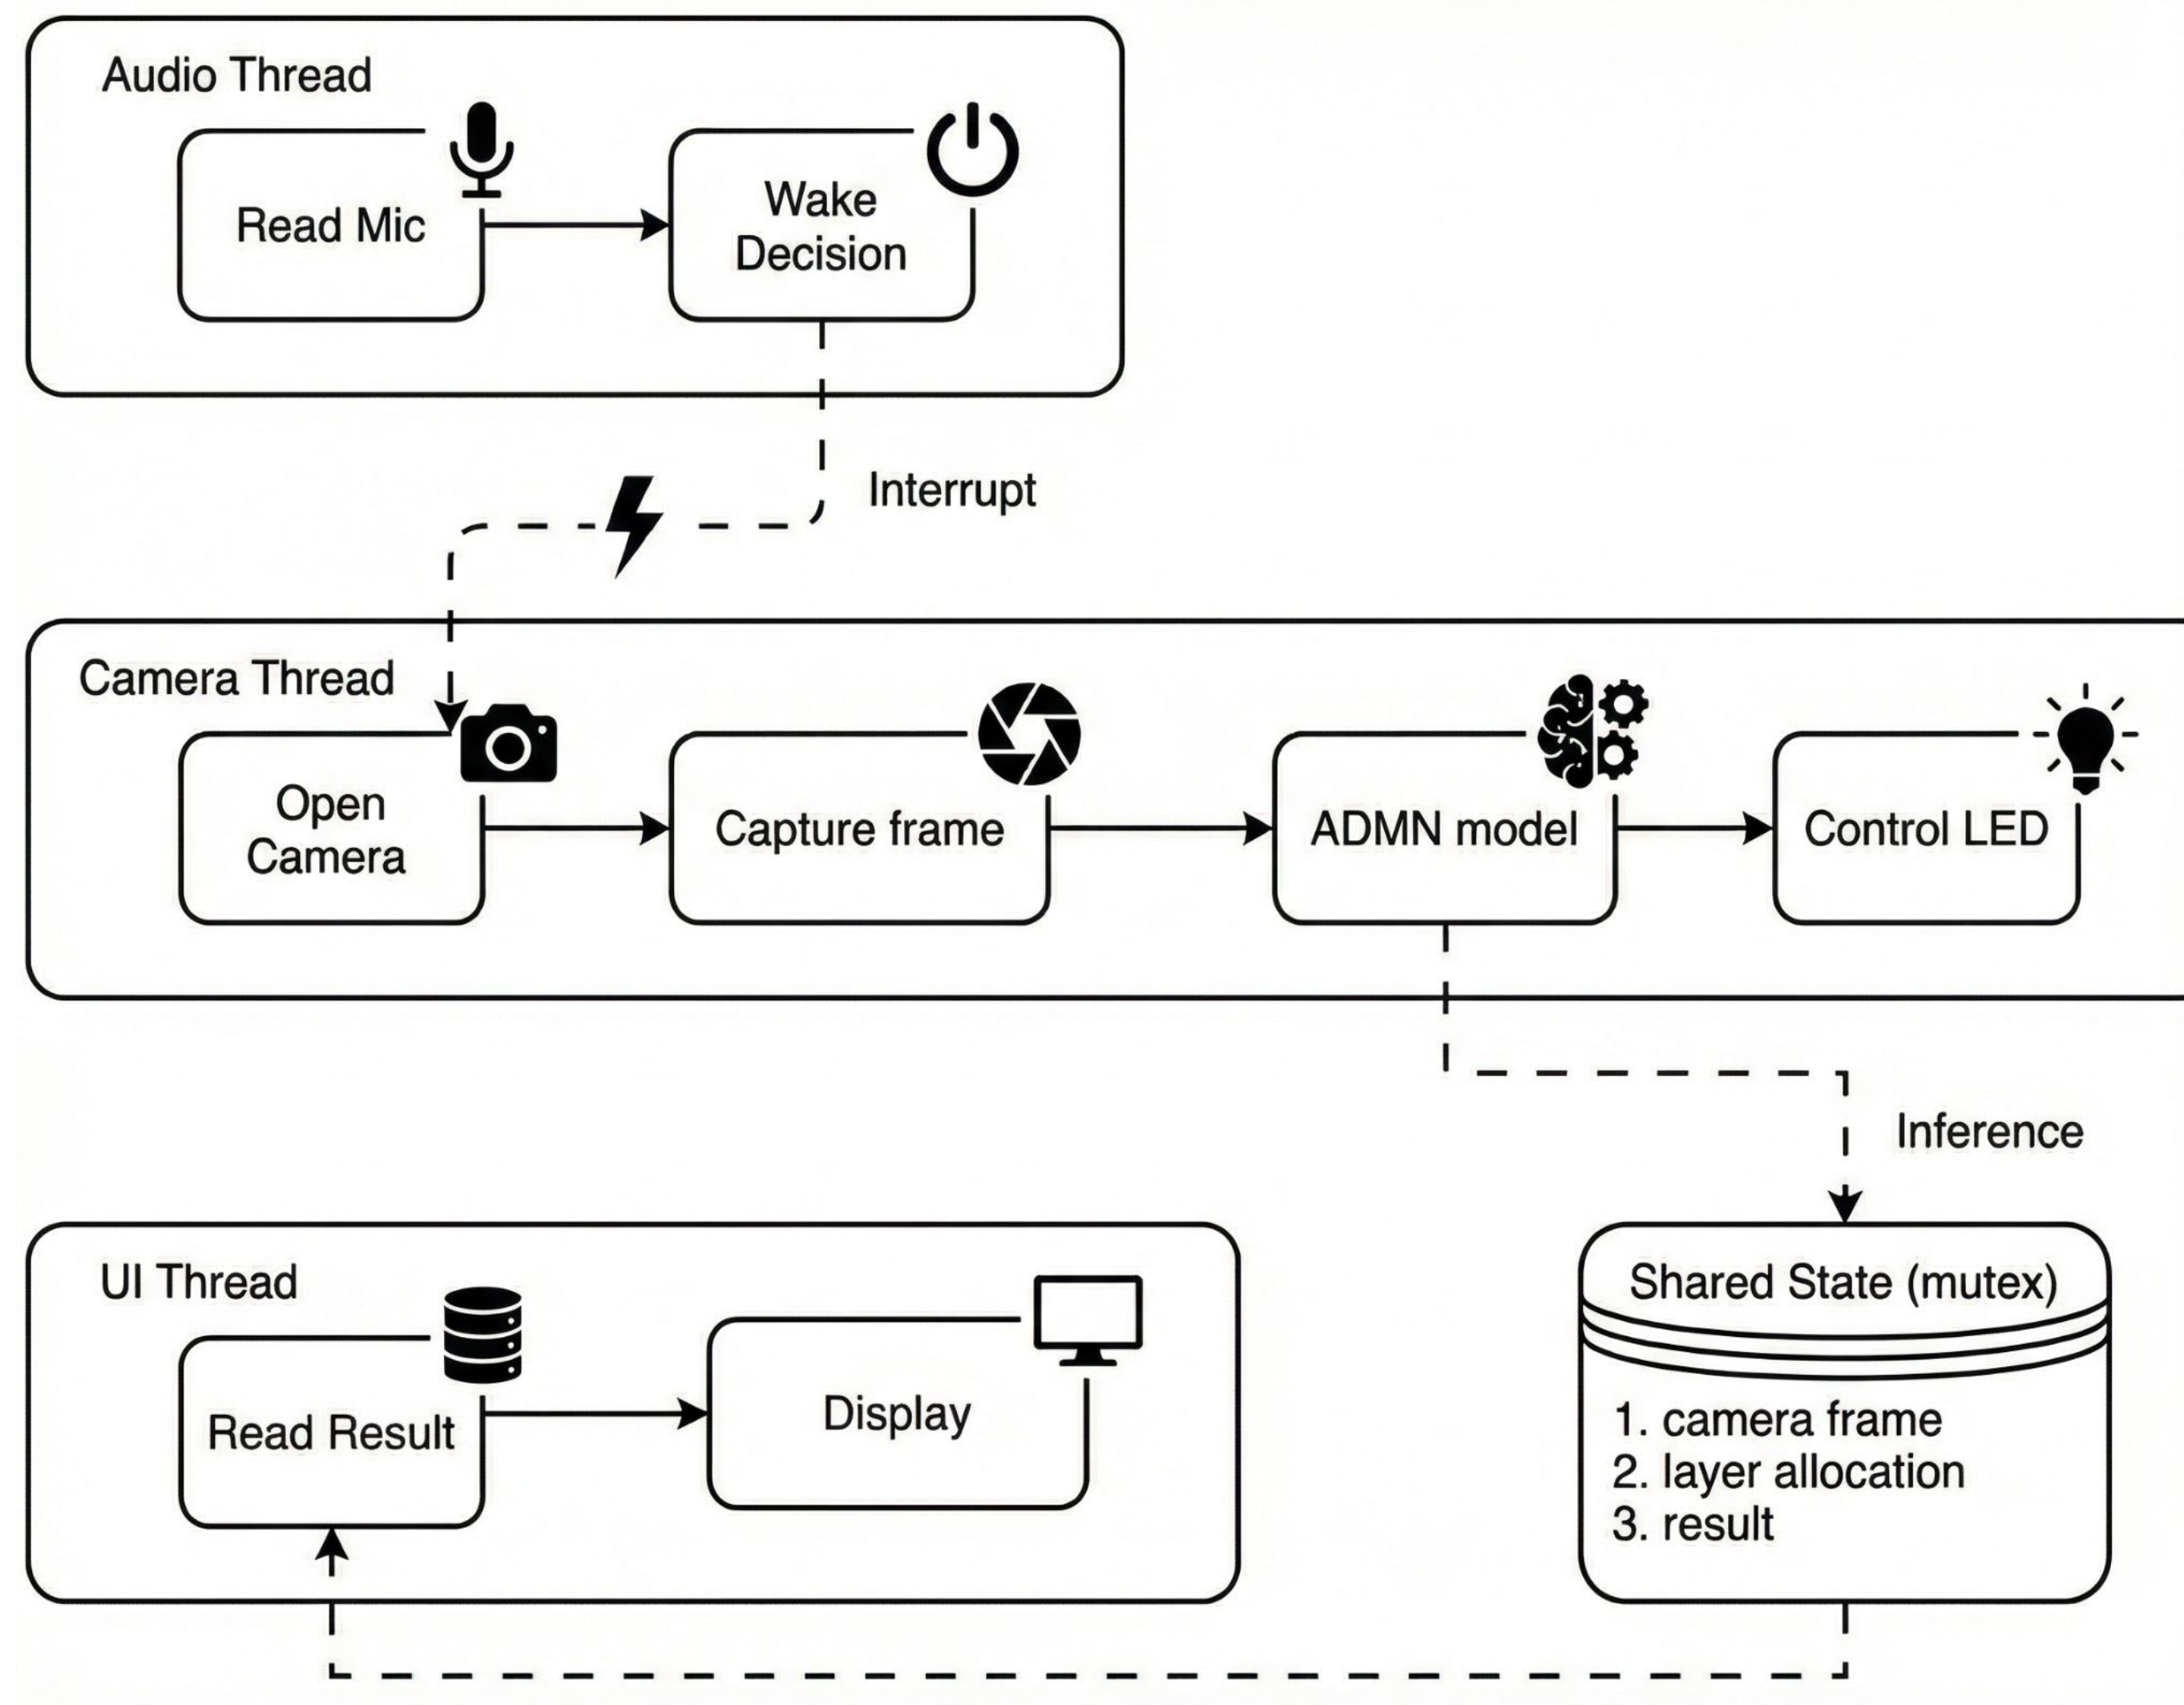 Audio Thread
Read Mic
Wake
Decision
Interrupt
Camera Thread
Open
Camera
Capture frame
ADMN model
Control LED
Inference
UI Thread
Read Result
Display
Shared State (mutex)
1. camera frame
2. layer allocation
3. result